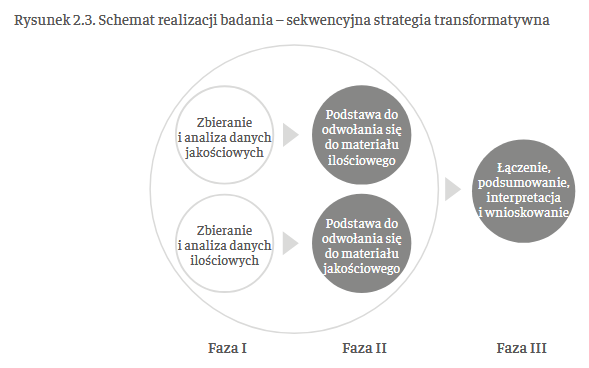 Rysunek 2.3. Schemat realizacji badania – sekwencyjna strategia transformatywna
Zbieranie
i analiza danych
jakościowych
Podstawa do
odwołania się
do materiału
ilościowego
Zbieranie
i analiza danych
ilościowych
Podstawa do
odwołania się
do materiału
jakościowego
Łączenie,
podsumowanie,
interpretacja
i wnioskowanie
Faza I
Faza II
Faza III